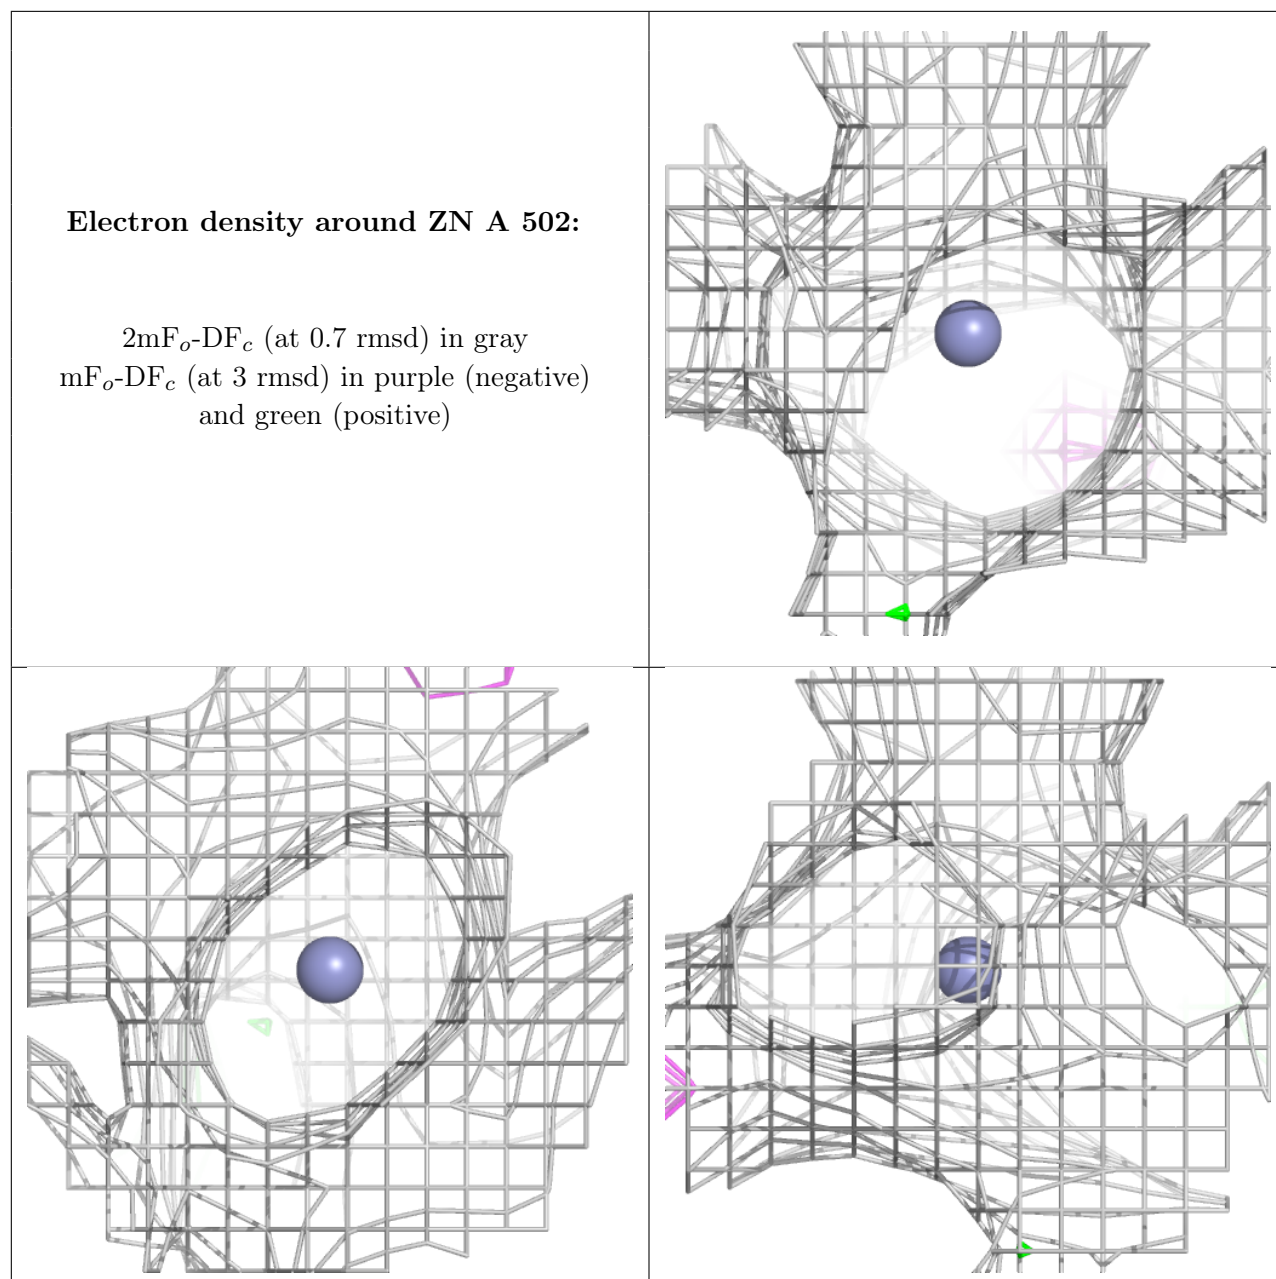 Electron density around ZN A 502:
2mFₒ-DF𝒸 (at 0.7 rmsd) in gray
mFₒ-DF𝒸 (at 3 rmsd) in purple (negative)
and green (positive)